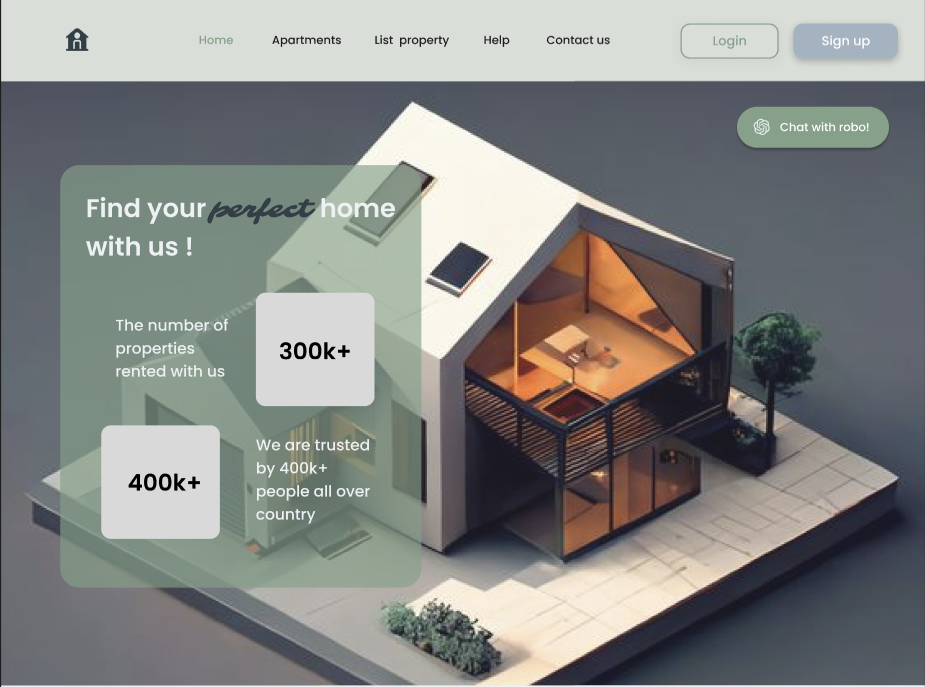 Home Apartments List property Help Contact us Login Sign up
Chat with robo!
Find your perfect home
with us !
The number of
properties
rented with us
300k+
400k+
We are trusted
by 400k+
people all over
country